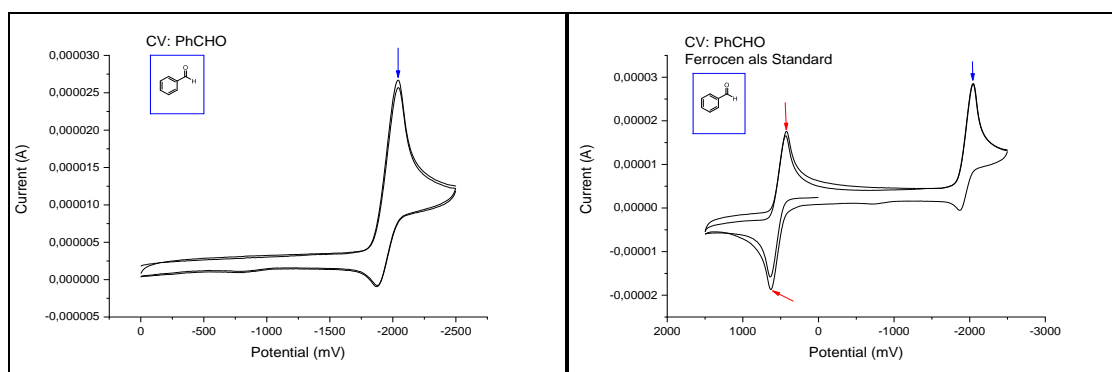 CV: PhCHO
O
H
0,000030
0,000025
0,000020
0,000015
0,000010
0,000005
0,000000
-0,000005
Current (A)
0 -500 -1000 -1500 -2000 -2500
Potential (mV)
CV: PhCHO
Ferrocen als Standard
O
H
0,00003
0,00002
0,00001
0,00000
-0,00001
-0,00002
Current (A)
2000 1000 0 -1000 -2000 -3000
Potential (mV)